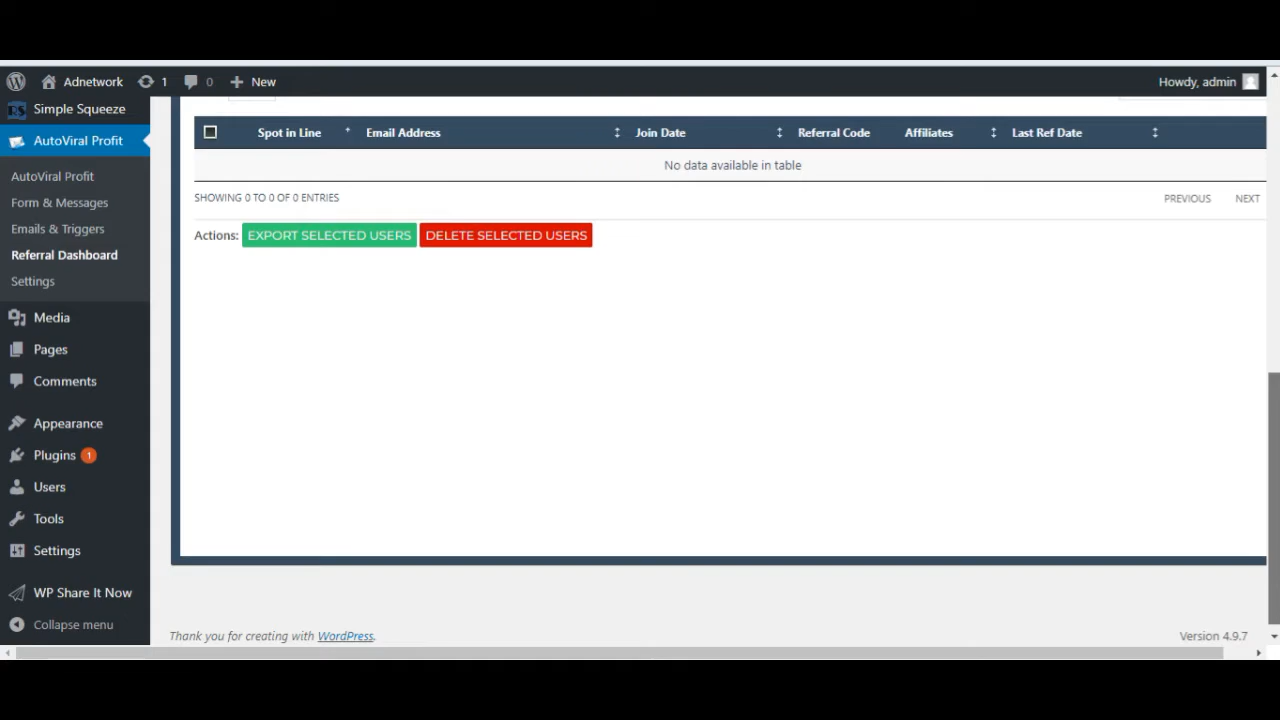 Adnetwork 1 0 New Howdy, admin
Simple Squeeze
AutoViral Profit
AutoViral Profit
Form & Messages
Emails & Triggers
Referral Dashboard
Settings
Media
Pages
Comments
Appearance
Plugins 1
Users
Tools
Settings
WP Share It Now
Collapse menu
Spot in Line Email Address Join Date Referral Code Affiliates Last Ref Date
No data available in table
SHOWING 0 TO 0 OF 0 ENTRIES PREVIOUS NEXT
Actions: EXPORT SELECTED USERS DELETE SELECTED USERS
Thank you for creating with WordPress. Version 4.9.7